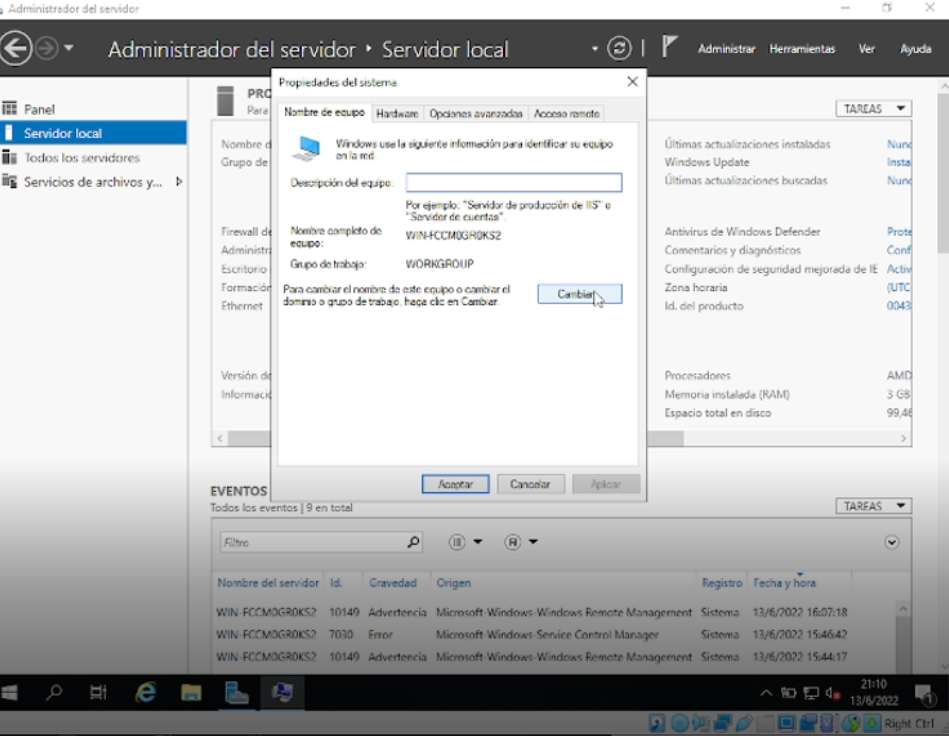 Administrador del servidor
Administrador del servidor ‣ Servidor local
Administrar Herramientas Ver Ayuda
Panel
Servidor local
Todos los servidores
Servicios de archivos y...
PRO
Para
TAREAS
Nombre d
Grupo de
Firewall de
Administra
Escritorio
Formación
Ethernet
Versión de
Informació
Propiedades del sistema
Nombre de equipo Hardware Opciones avanzadas Acceso remoto
Windows usa la siguiente información para identificar su equipo
en la red.
Descripción del equipo:
Por ejemplo: "Servidor de producción de IIS" o
"Servidor de cuentas".
Nombre completo de
equipo:
WIN-FCCM0GR0KS2
Grupo de trabajo: WORKGROUP
Para cambiar el nombre de este equipo o cambiar el
dominio o grupo de trabajo, haga clic en Cambiar.
Cambiar
Aceptar Cancelar Aplicar
Últimas actualizaciones instaladas Nunc
Windows Update Insta
Últimas actualizaciones buscadas Nunc
Antivirus de Windows Defender Prote
Comentarios y diagnósticos Conf
Configuración de seguridad mejorada de IE Activ
Zona horaria (UTC
Id. del producto 0043
Procesadores AMD
Memoria instalada (RAM) 3 GB
Espacio total en disco 99,46
EVENTOS
Todos los eventos | 9 en total
TAREAS
Filtro
Nombre del servidor Id. Gravedad Origen Registro Fecha y hora
WIN-FCCM0GR0KS2 10149 Advertencia Microsoft-Windows-Windows Remote Management Sistema 13/6/2022 16:07:18
WIN-FCCM0GR0KS2 7030 Error Microsoft-Windows-Service Control Manager Sistema 13/6/2022 15:46:42
WIN-FCCM0GR0KS2 10149 Advertencia Microsoft-Windows-Windows Remote Management Sistema 13/6/2022 15:44:17
21:10
13/6/2022
1
Right Ctrl